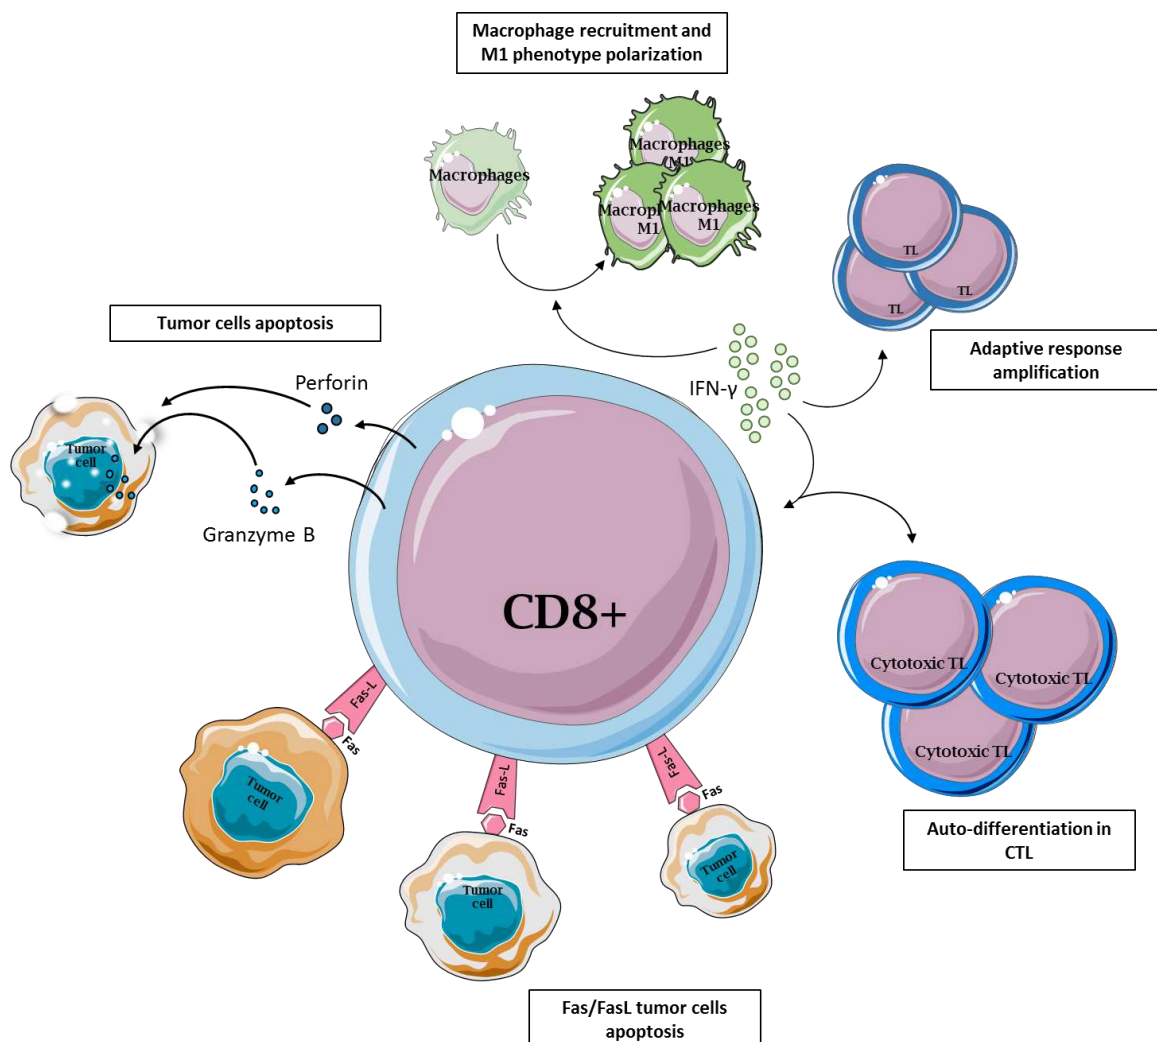 Macrophage recruitment and
M1 phenotype polarization
Macrophages
Macrophages
M1
Macroph
M1
Macrophages
M1
TL
TL
TL
Tumor cells apoptosis
Adaptive response
amplification
Perforin
IFN-γ
Tumor
cell
Granzyme B
CD8+
Cytotoxic TL
Cytotoxic TL
Cytotoxic TL
Fas-L
Fas
Fas-L
Fas
Fas-L
Fas
Tumor
cell
Tumor
cell
Tumor
cell
Auto-differentiation in
CTL
Fas/FasL tumor cells
apoptosis